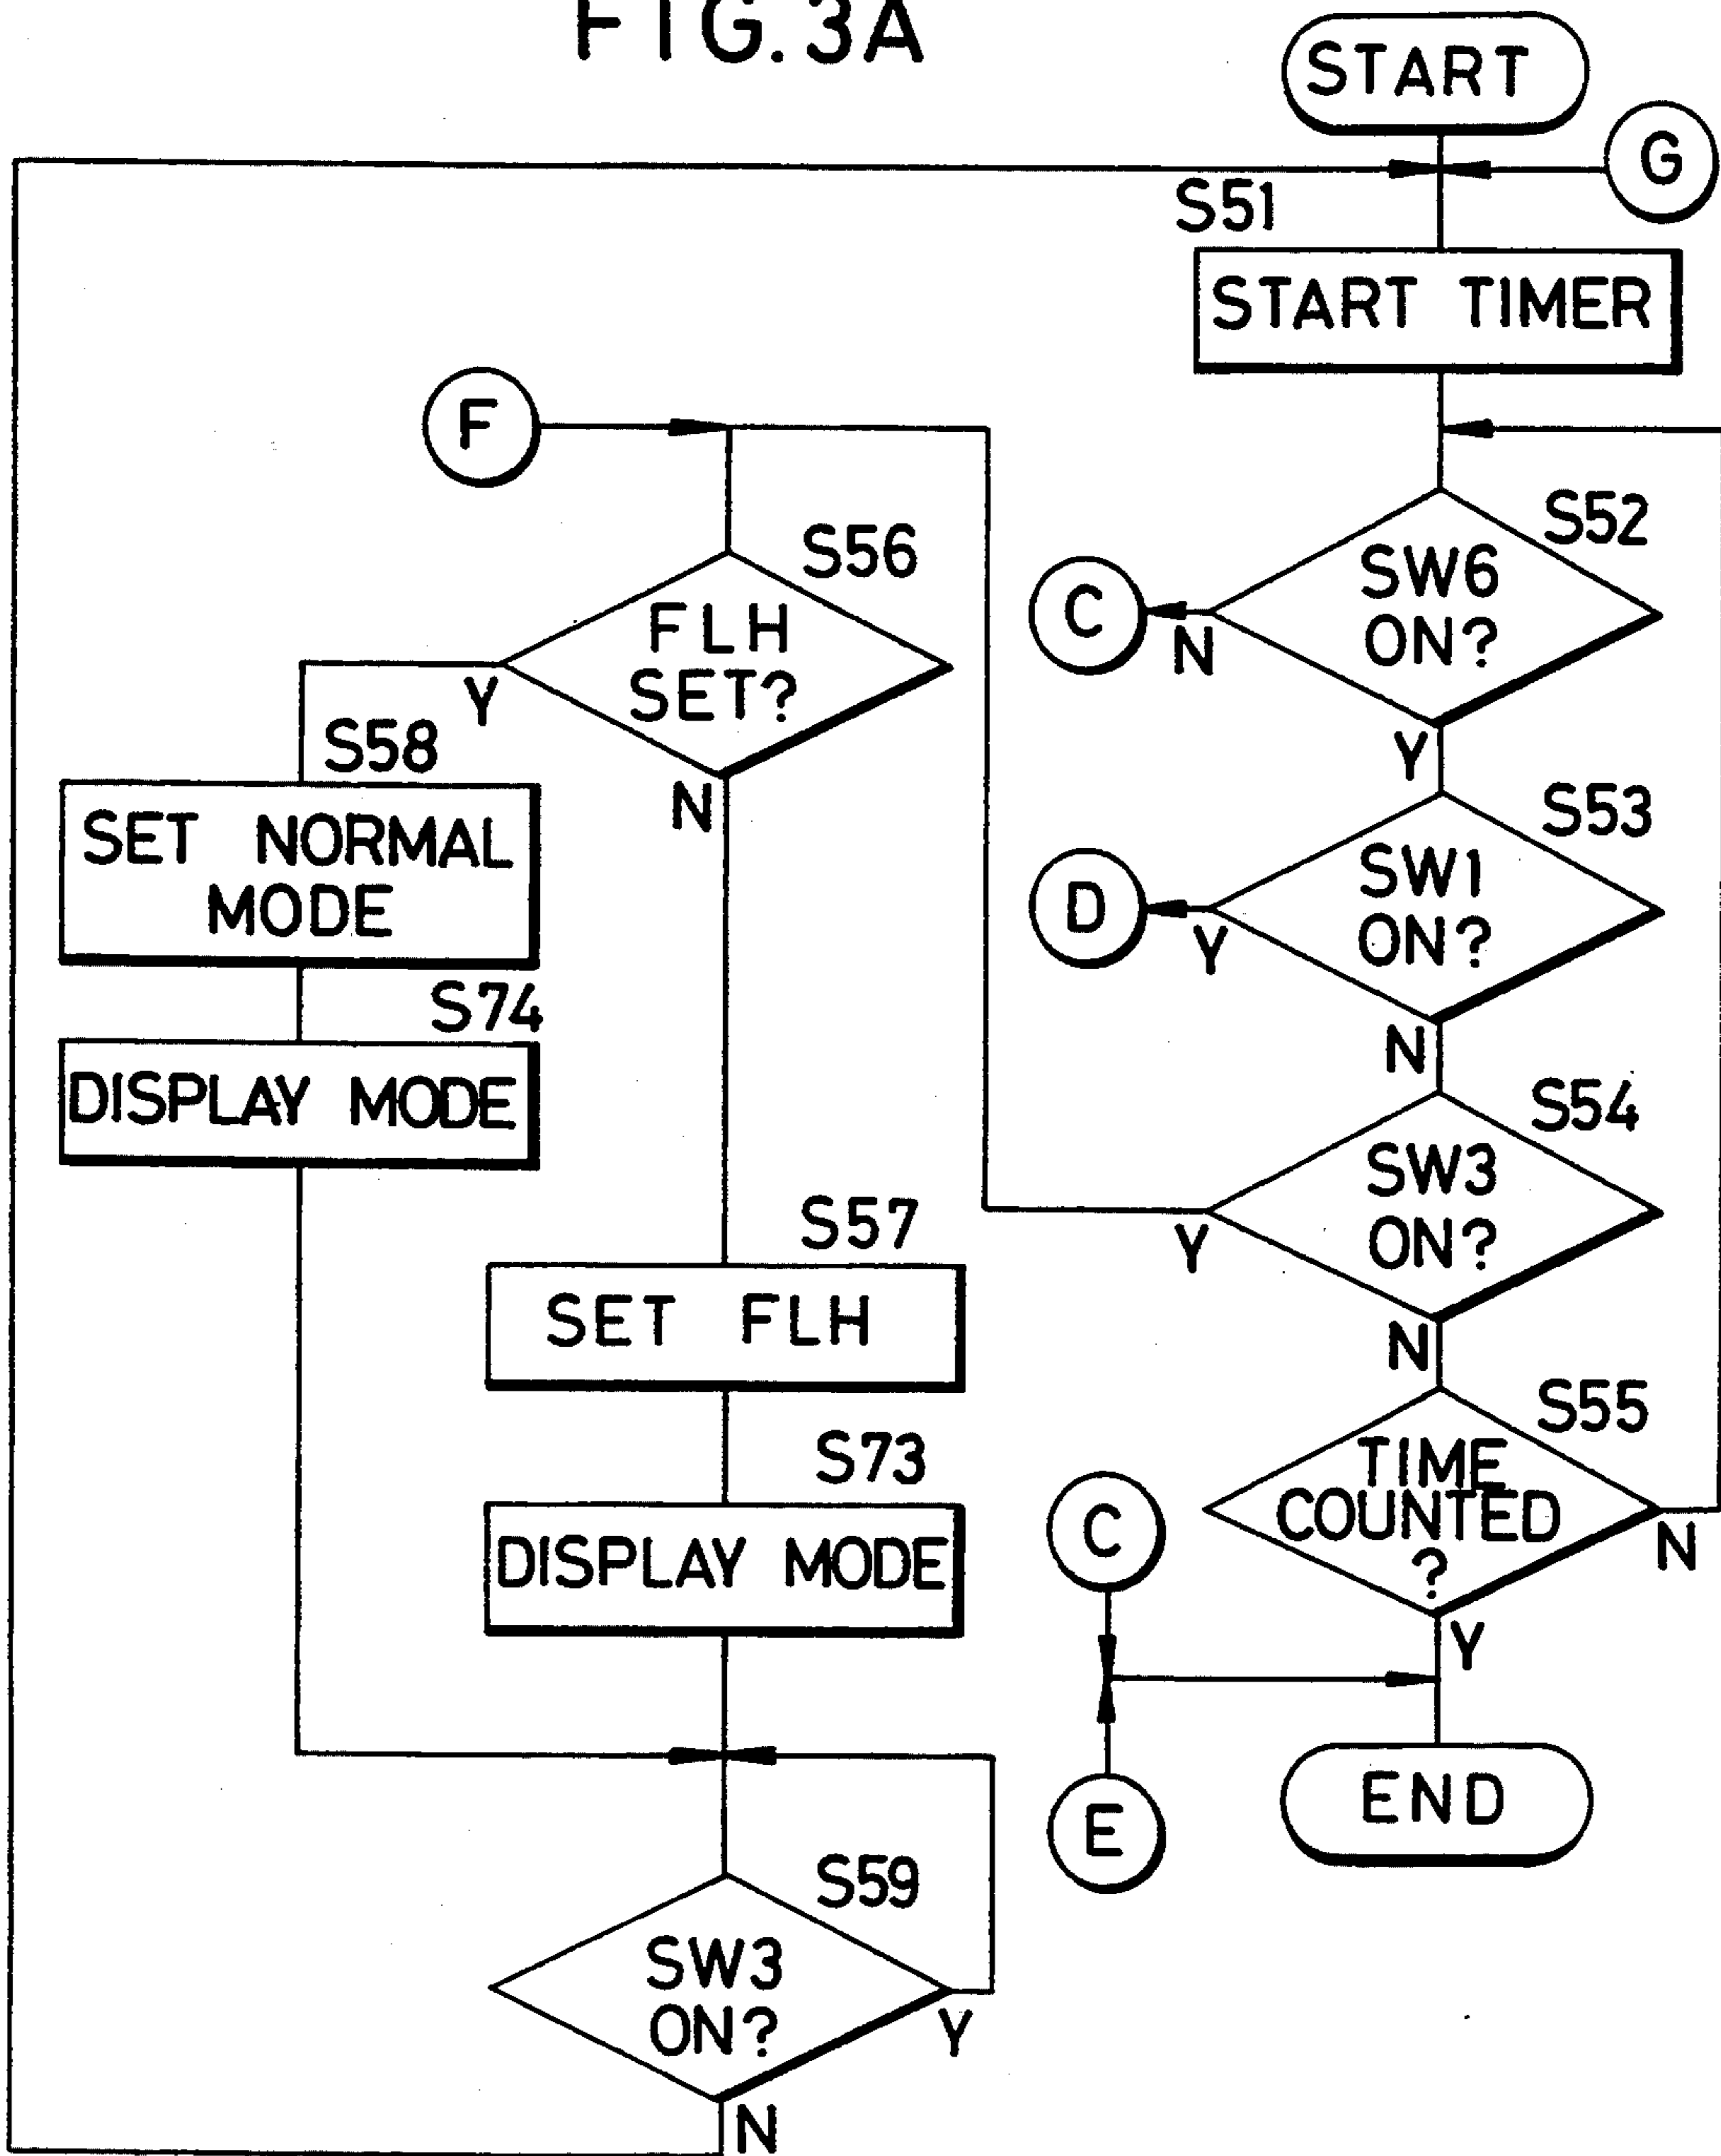 FIG. 3A
START
G
S51
START TIMER
F
S56
FLH
SET?
Y
N
S58
SET NORMAL
MODE
S74
DISPLAY MODE
S57
SET FLH
S73
DISPLAY MODE
S59
SW3
ON?
Y
N
S52
SW6
ON?
C
N
Y
S53
SW1
ON?
D
Y
N
S54
SW3
ON?
Y
N
S55
TIME
COUNTED
?
N
Y
C
E
END